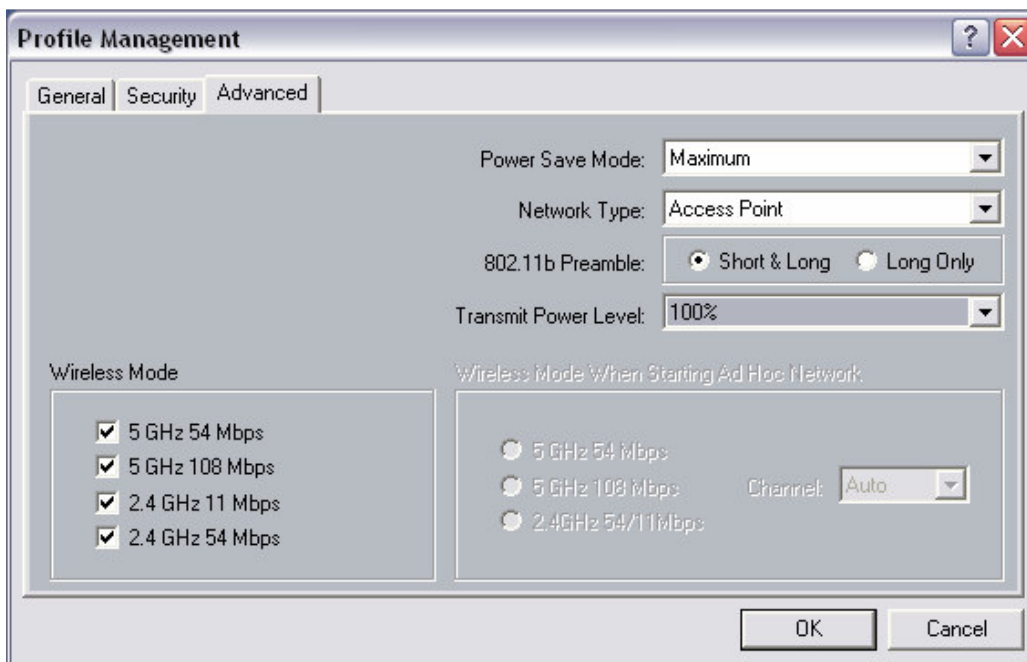 Profile Management
General Security Advanced
Power Save Mode: Maximum
Network Type: Access Point
802.11b Preamble: Short & Long Long Only
Transmit Power Level: 100%
Wireless Mode
5 GHz 54 Mbps
5 GHz 108 Mbps
2.4 GHz 11 Mbps
2.4 GHz 54 Mbps
Wireless Mode When Starting Ad Hoc Network
5 GHz 54 Mbps
5 GHz 108 Mbps
2.4GHz 54/11Mbps
Channel: Auto
OK Cancel